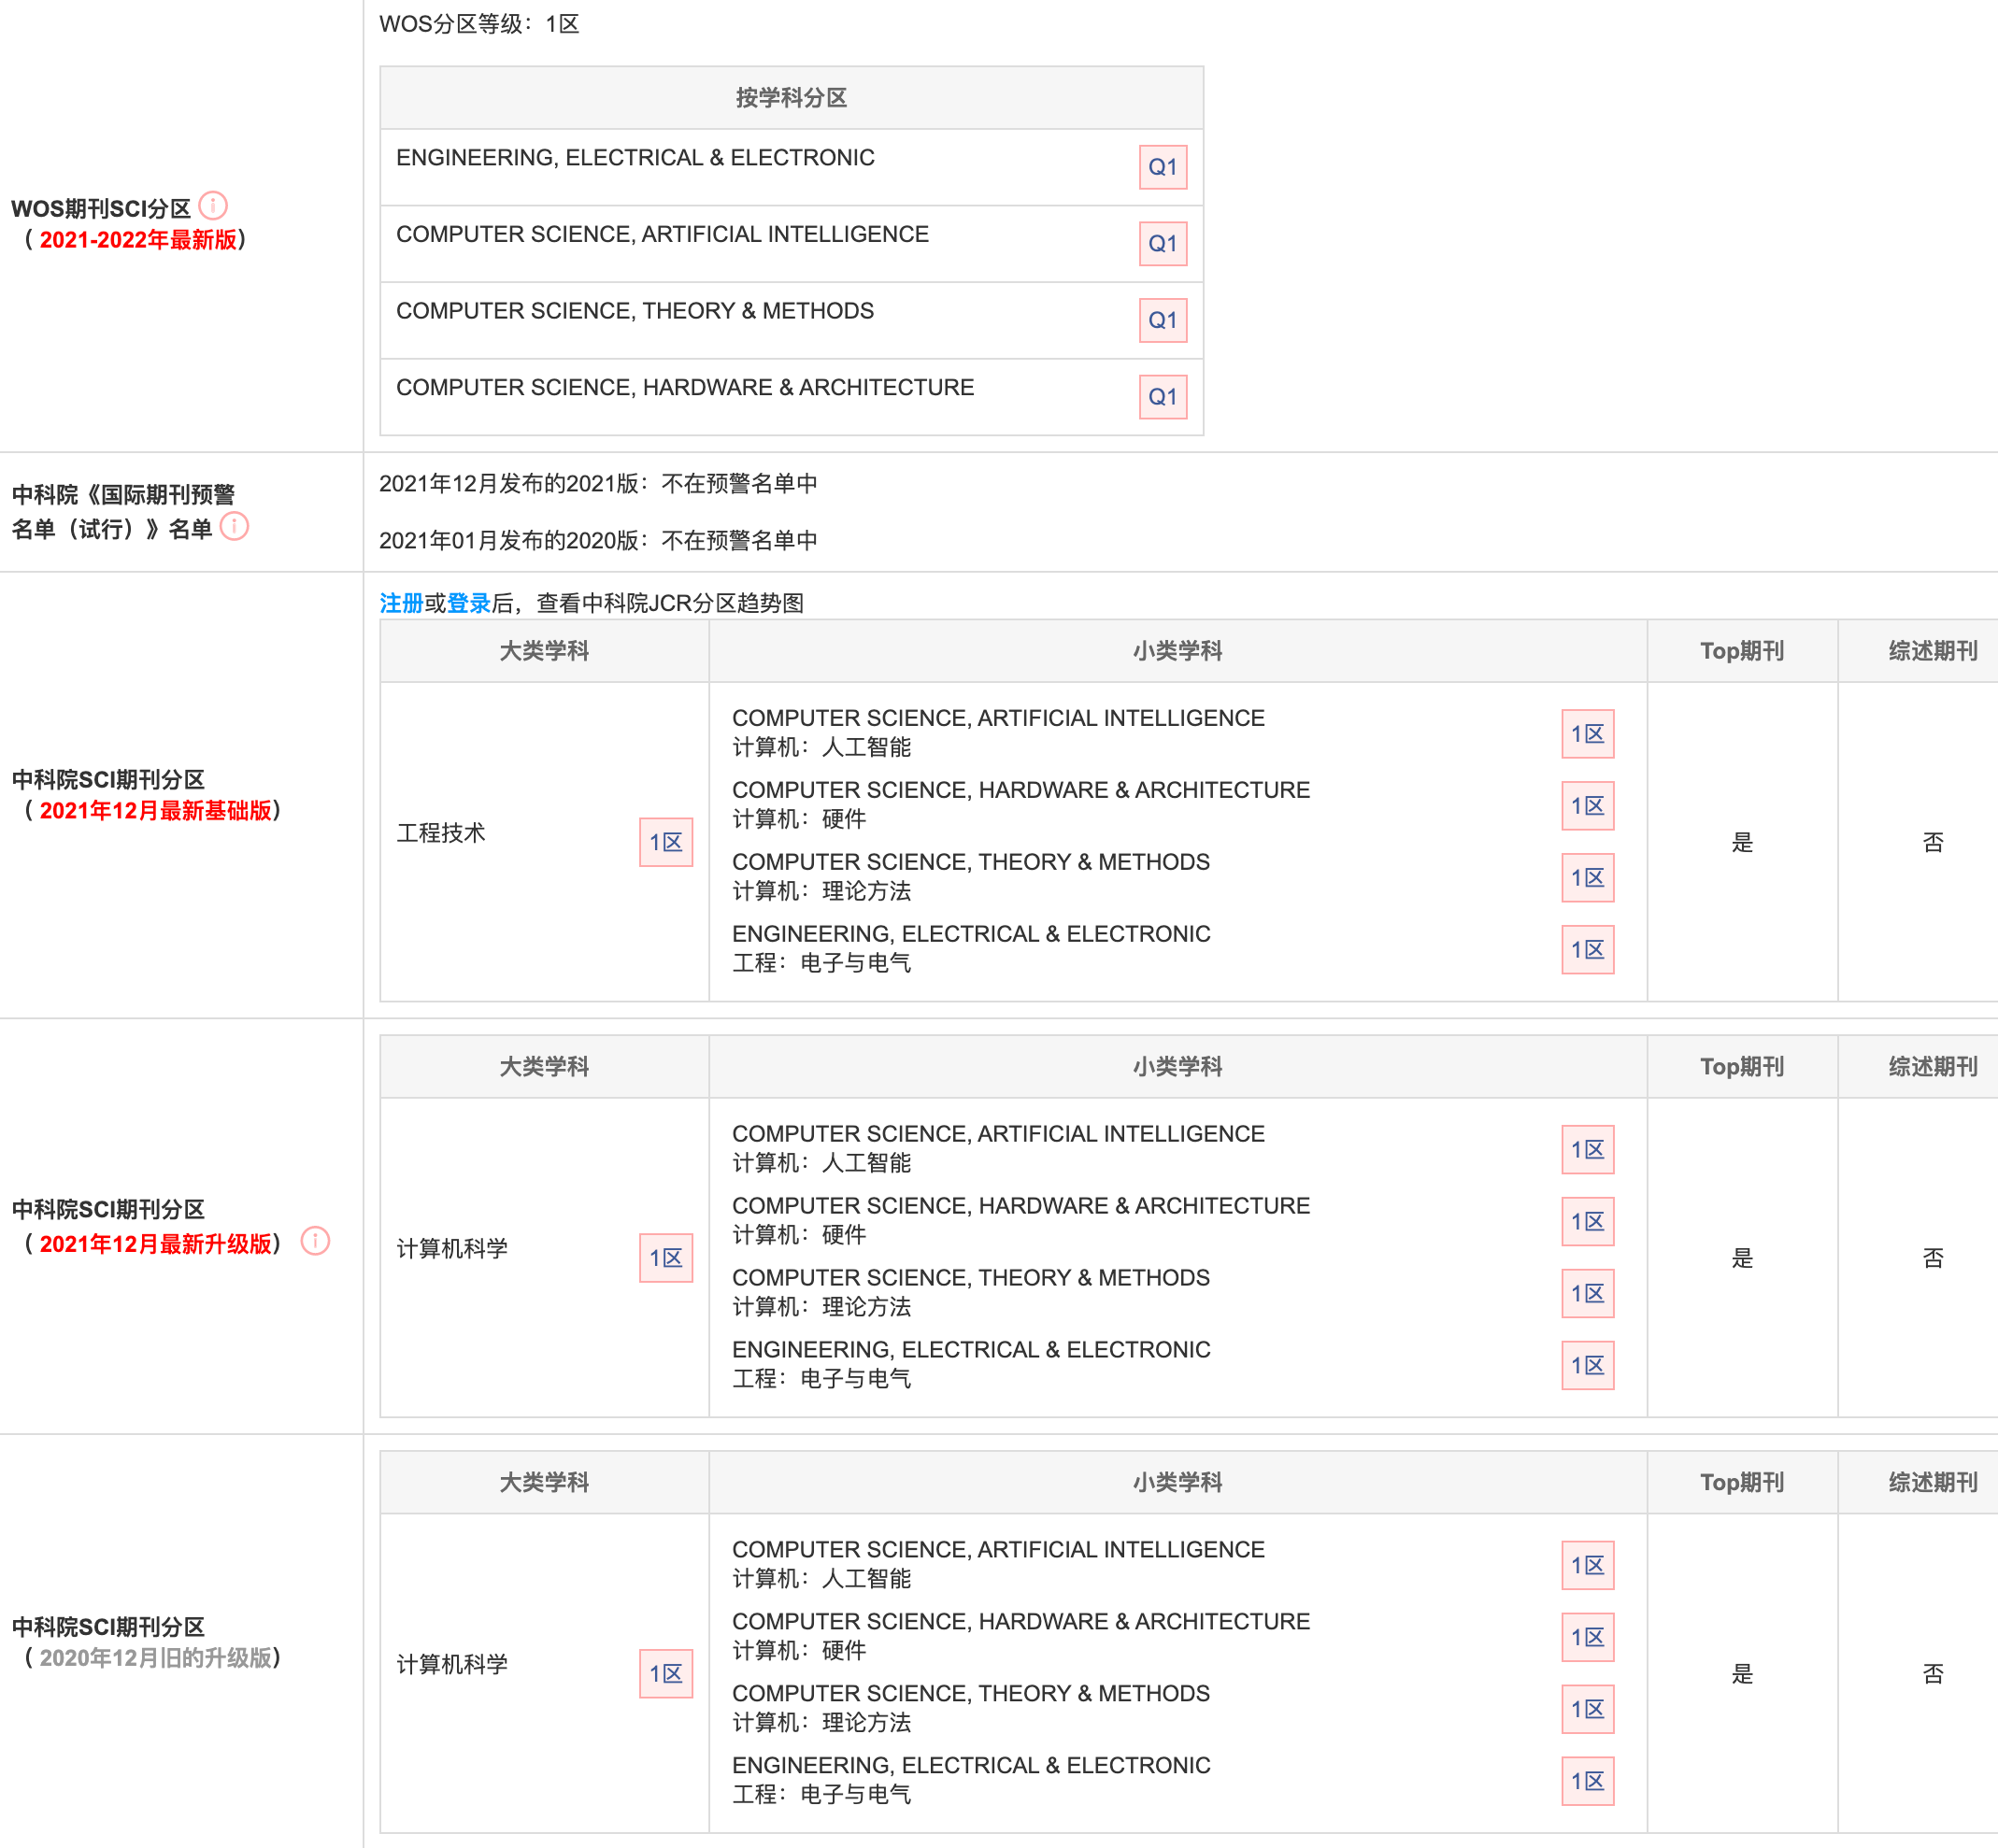 WOS分区等级：1区
按学科分区
ENGINEERING, ELECTRICAL & ELECTRONIC Q1
COMPUTER SCIENCE, ARTIFICIAL INTELLIGENCE Q1
COMPUTER SCIENCE, THEORY & METHODS Q1
COMPUTER SCIENCE, HARDWARE & ARCHITECTURE Q1
WOS期刊SCI分区
（2021-2022年最新版）
中科院《国际期刊预警
名单（试行）》名单
2021年12月发布的2021版：不在预警名单中
2021年01月发布的2020版：不在预警名单中
中科院SCI期刊分区
（2021年12月最新基础版）
注册或登录后，查看中科院JCR分区趋势图
大类学科 小类学科 Top期刊 综述期刊
工程技术 1区
COMPUTER SCIENCE, ARTIFICIAL INTELLIGENCE
计算机：人工智能 1区
COMPUTER SCIENCE, HARDWARE & ARCHITECTURE
计算机：硬件 1区
COMPUTER SCIENCE, THEORY & METHODS
计算机：理论方法 1区
ENGINEERING, ELECTRICAL & ELECTRONIC
工程：电子与电气 1区
是 否
中科院SCI期刊分区
（2021年12月最新升级版）
大类学科 小类学科 Top期刊 综述期刊
计算机科学 1区
COMPUTER SCIENCE, ARTIFICIAL INTELLIGENCE
计算机：人工智能 1区
COMPUTER SCIENCE, HARDWARE & ARCHITECTURE
计算机：硬件 1区
COMPUTER SCIENCE, THEORY & METHODS
计算机：理论方法 1区
ENGINEERING, ELECTRICAL & ELECTRONIC
工程：电子与电气 1区
是 否
中科院SCI期刊分区
（2020年12月旧的升级版）
大类学科 小类学科 Top期刊 综述期刊
计算机科学 1区
COMPUTER SCIENCE, ARTIFICIAL INTELLIGENCE
计算机：人工智能 1区
COMPUTER SCIENCE, HARDWARE & ARCHITECTURE
计算机：硬件 1区
COMPUTER SCIENCE, THEORY & METHODS
计算机：理论方法 1区
ENGINEERING, ELECTRICAL & ELECTRONIC
工程：电子与电气 1区
是 否